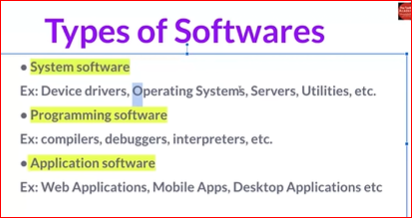 Types of Softwares
• System software
Ex: Device drivers, Operating Systems, Servers, Utilities, etc.
• Programming software
Ex: compilers, debuggers, interpreters, etc.
• Application software
Ex: Web Applications, Mobile Apps, Desktop Applications etc